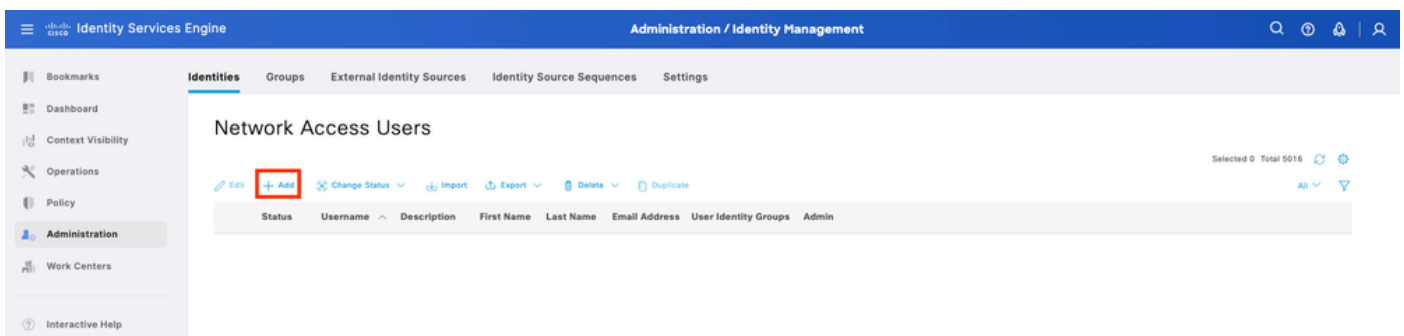 cisco Identity Services Engine
Administration / Identity Management
Bookmarks
Dashboard
Context Visibility
Operations
Policy
Administration
Work Centers
Interactive Help
Identities Groups External Identity Sources Identity Source Sequences Settings
Network Access Users
Selected 0 Total 5016
Edit + Add Change Status Import Export Delete Duplicate
All
Status Username Description First Name Last Name Email Address User Identity Groups Admin